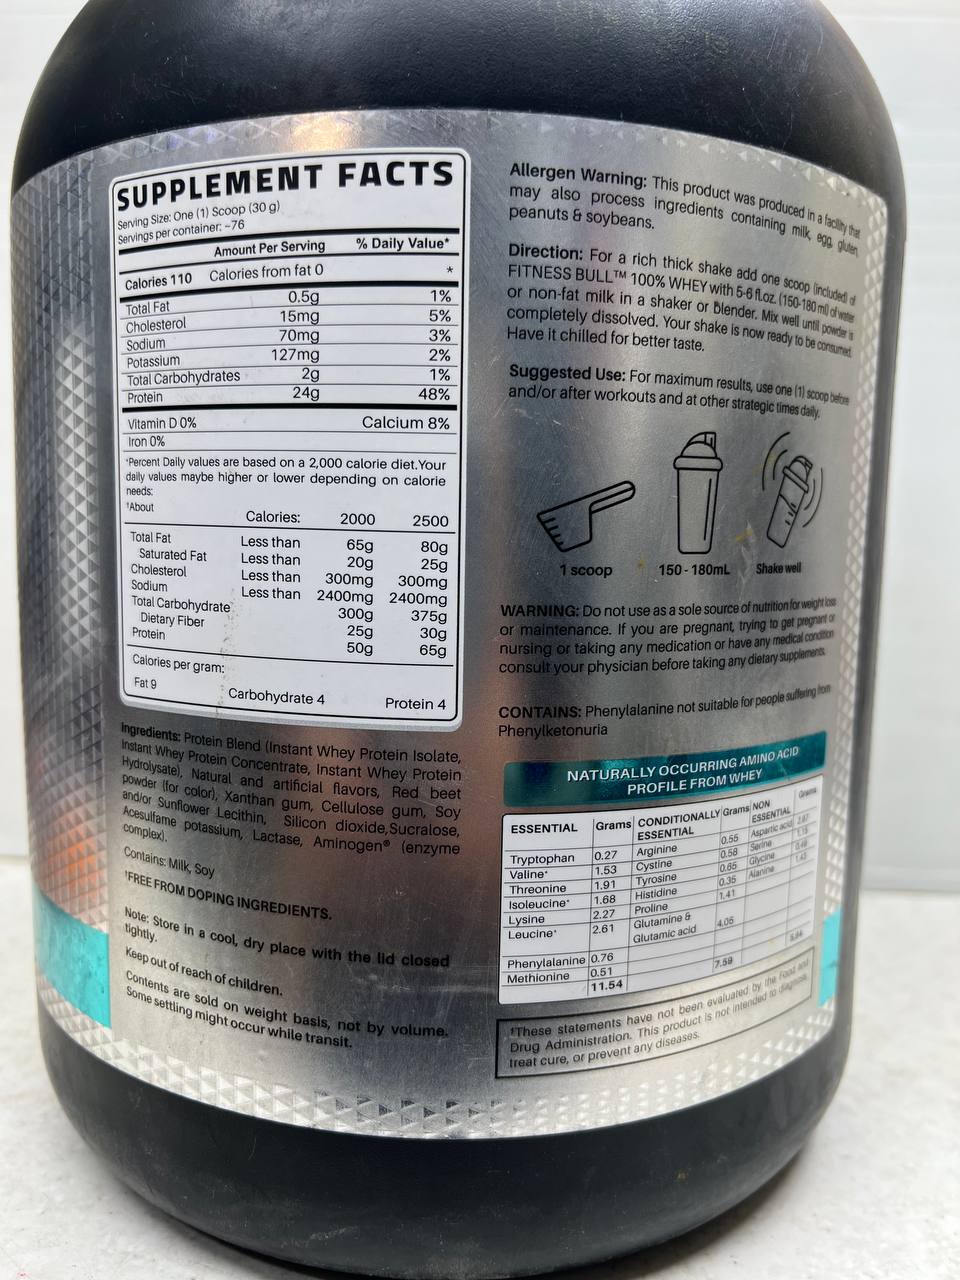 SUPPLEMENT FACTS
Serving Size: One (1) Scoop (30 g)
Servings per container: ~76
Amount Per Serving % Daily Value*
Calories 110 Calories from fat 0 *
Total Fat 0.5g 1%
Cholesterol 15mg 5%
Sodium 70mg 3%
Potassium 127mg 2%
Total Carbohydrates 2g 1%
Protein 24g 48%
Vitamin D 0% Calcium 8%
Iron 0%
*Percent Daily values are based on a 2,000 calorie diet.Your
daily values maybe higher or lower depending on calorie
needs:
†About
Calories: 2000 2500
Total Fat Less than 65g 80g
Saturated Fat Less than 20g 25g
Cholesterol Less than 300mg 300mg
Sodium Less than 2400mg 2400mg
Total Carbohydrate 300g 375g
Dietary Fiber 25g 30g
Protein 50g 65g
Calories per gram:
Fat 9 Carbohydrate 4 Protein 4
Ingredients: Protein Blend (Instant Whey Protein Isolate,
Instant Whey Protein Concentrate, Instant Whey Protein
Hydrolysate), Natural and artificial flavors, Red beet
powder (for color), Xanthan gum, Cellulose gum, Soy
and/or Sunflower Lecithin, Silicon dioxide,Sucralose,
Acesulfame potassium, Lactase, Aminogen® (enzyme
complex).
Contains: Milk, Soy
†FREE FROM DOPING INGREDIENTS.
Note: Store in a cool, dry place with the lid closed
tightly.
Keep out of reach of children.
Contents are sold on weight basis, not by volume.
Some settling might occur while transit.
Allergen Warning: This product was produced in a facility that
may also process ingredients containing milk, egg, gluten,
peanuts & soybeans.
Direction: For a rich thick shake add one scoop (included) of
FITNESS BULL™ 100% WHEY with 5-6 fl.oz. (150-180 ml) of water
or non-fat milk in a shaker or Blender. Mix well until powder is
completely dissolved. Your shake is now ready to be consumed.
Have it chilled for better taste.
Suggested Use: For maximum results, use one (1) scoop before
and/or after workouts and at other strategic times daily.
1 scoop 150 - 180mL Shake well
WARNING: Do not use as a sole source of nutrition for weight loss
or maintenance. If you are pregnant, trying to get pregnant or
nursing or taking any medication or have any medical condition
consult your physician before taking any dietary supplements.
CONTAINS: Phenylalanine not suitable for people suffering from
Phenylketonuria
NATURALLY OCCURRING AMINO ACID
PROFILE FROM WHEY
ESSENTIAL Grams CONDITIONALLY ESSENTIAL Grams NON ESSENTIAL Grams
Tryptophan 0.27 Arginine 0.55 Aspartic acid 2.67
Valine* 1.53 Cystine 0.58 Serine 1.15
Threonine 1.91 Tyrosine 0.65 Glycine 0.48
Isoleucine* 1.68 Histidine 0.35 Alanine 1.43
Lysine 2.27 Proline 1.41
Leucine* 2.61 Glutamine &
Glutamic acid 4.05
Phenylalanine 0.76
Methionine 0.51
11.54 7.59
‡These statements have not been evaluated by the Food and
Drug Administration. This product is not intended to diagnose,
treat cure, or prevent any diseases.